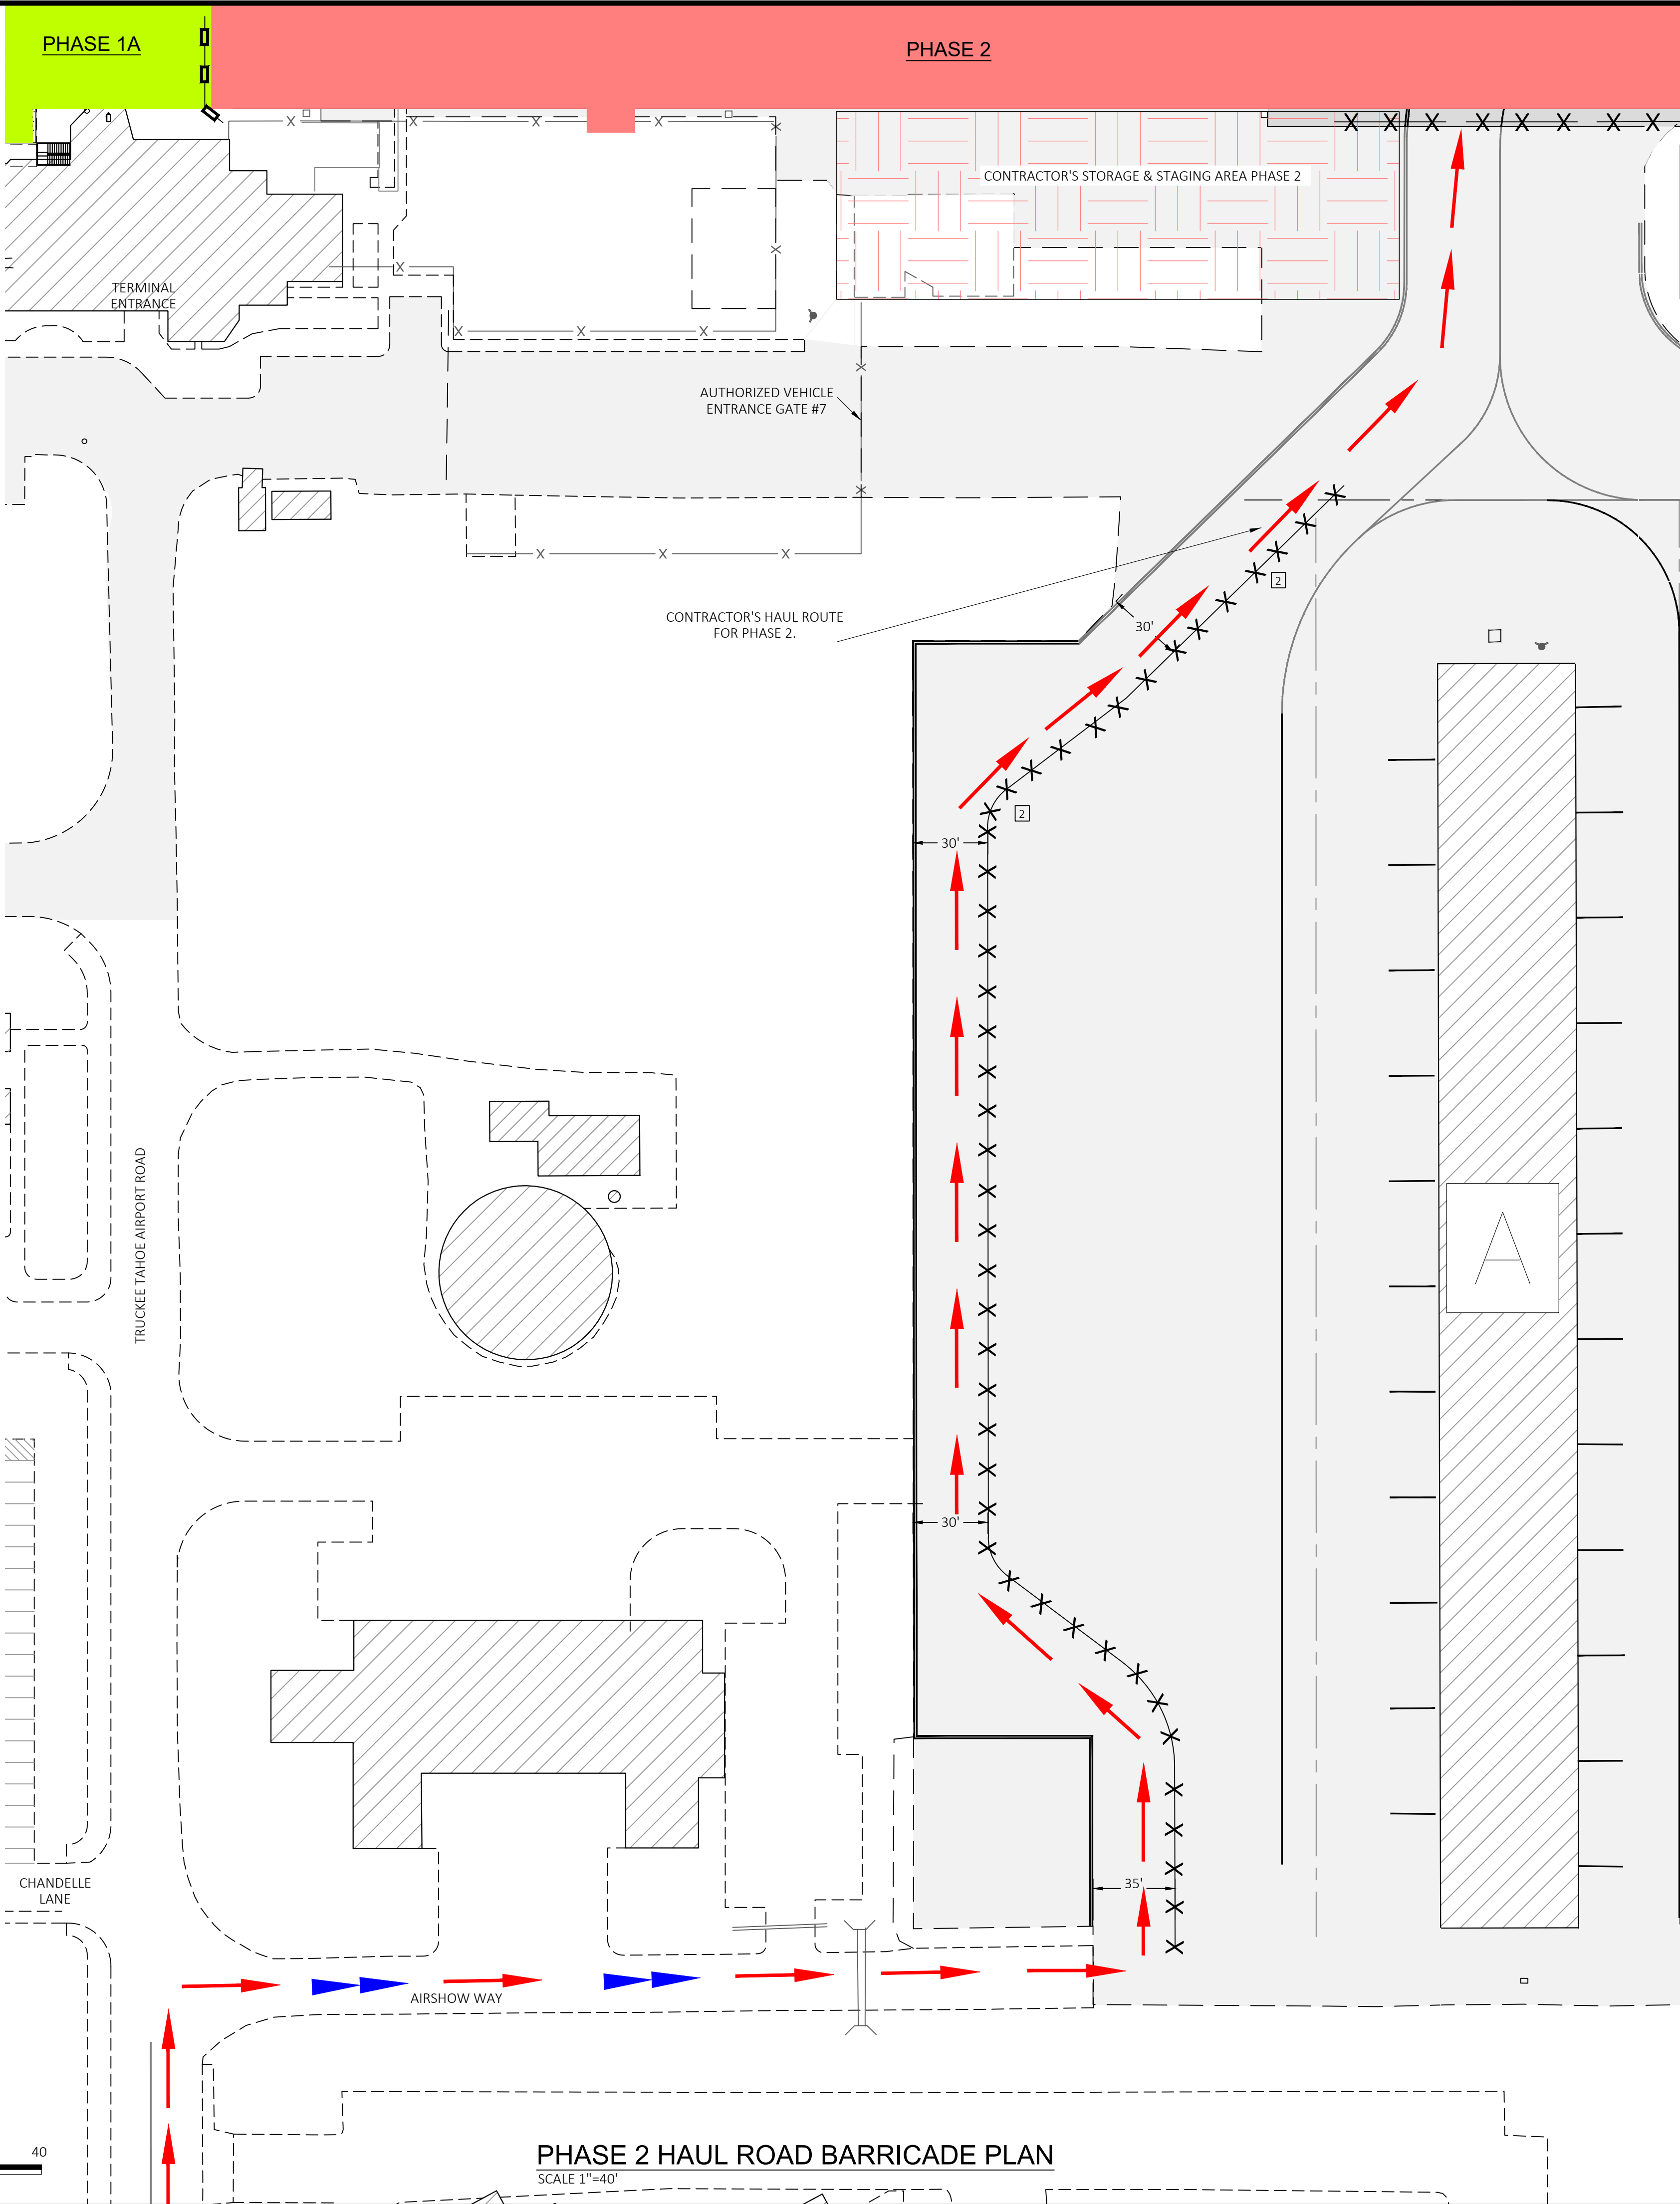 PHASE 1A
PHASE 2
CONTRACTOR'S STORAGE & STAGING AREA PHASE 2
TERMINAL
ENTRANCE
AUTHORIZED VEHICLE
ENTRANCE GATE #7
2
CONTRACTOR'S HAUL ROUTE
FOR PHASE 2.
30'
2
30'
TRUCKEE TAHOE AIRPORT ROAD
A
30'
CHANDELLE
LANE
35'
AIRSHOW WAY
40
PHASE 2 HAUL ROAD BARRICADE PLAN
SCALE 1"=40'